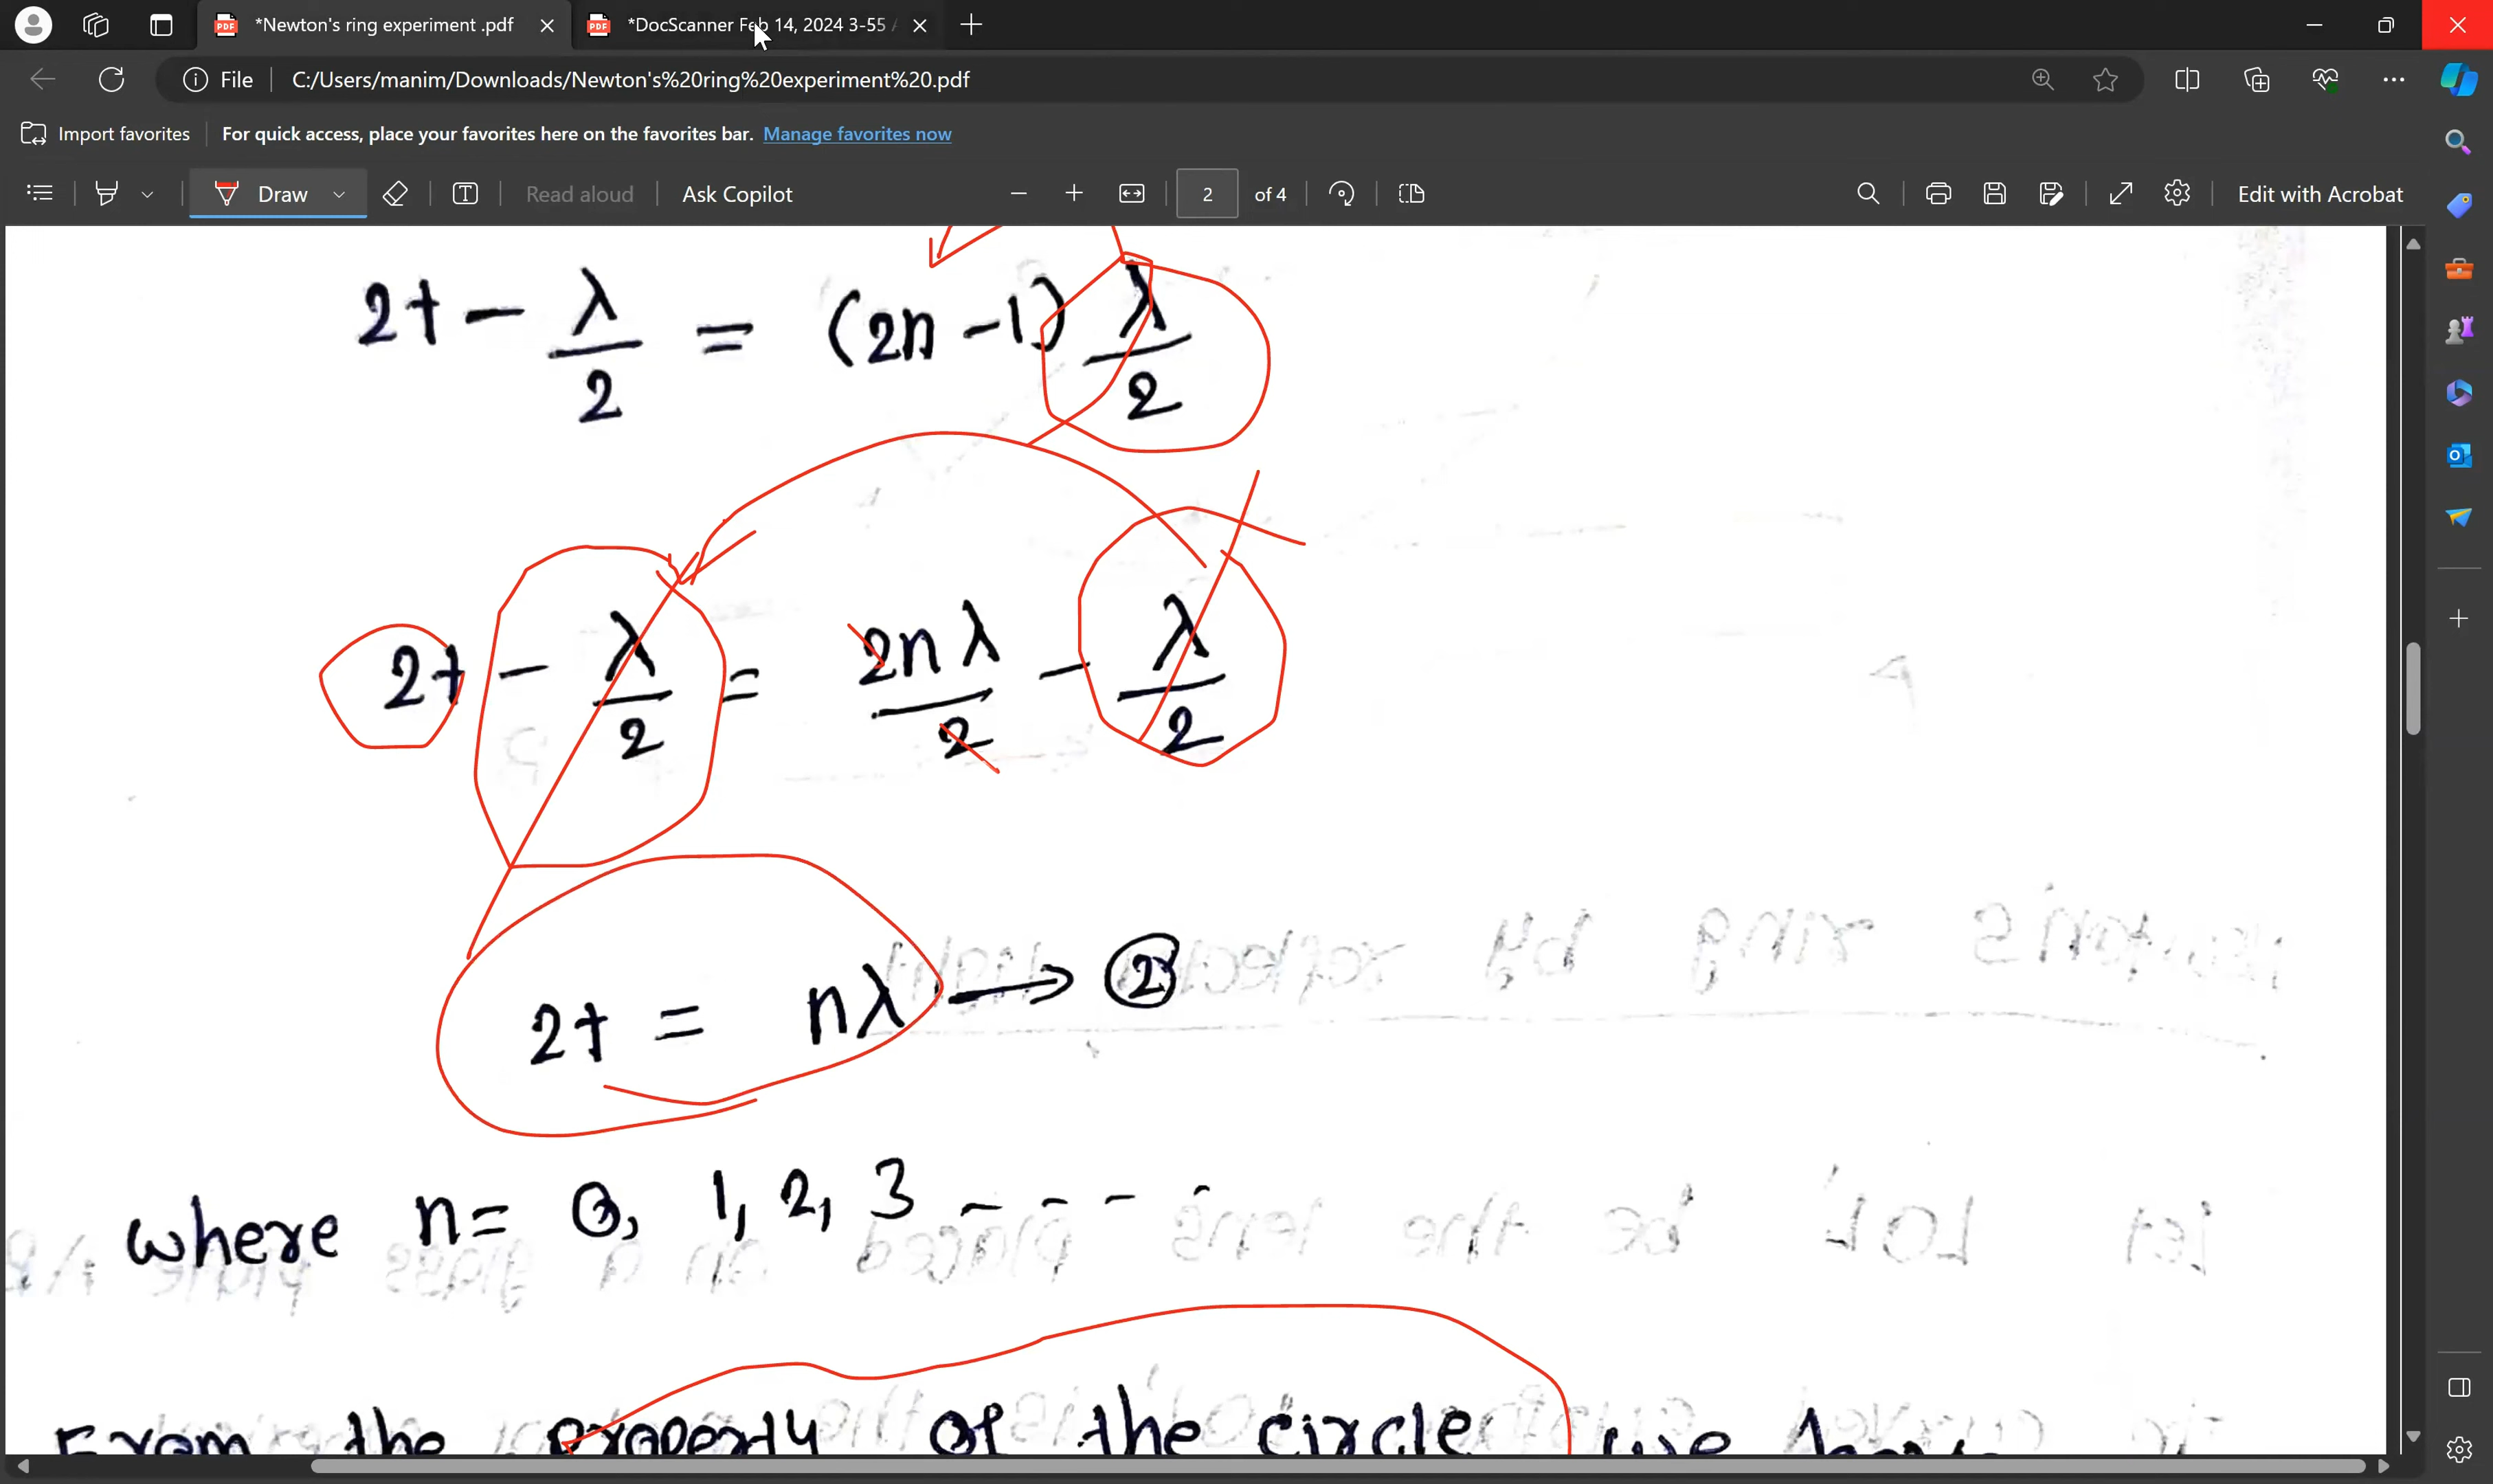 *Newton's ring experiment .pdf
*DocScanner Feb 14, 2024 3-55
File C:/Users/manim/Downloads/Newton's%20ring%20experiment%20.pdf
Import favorites For quick access, place your favorites here on the favorites bar. Manage favorites now
Draw Read aloud Ask Copilot 2 of 4 Edit with Acrobat
2t - λ/2 = (2n - 1) λ/2
2t - λ/2 = 2nλ/2 - λ/2
2t = nλ → ②
where n = 0, 1, 2, 3 - - - -
From the property of the circle we have